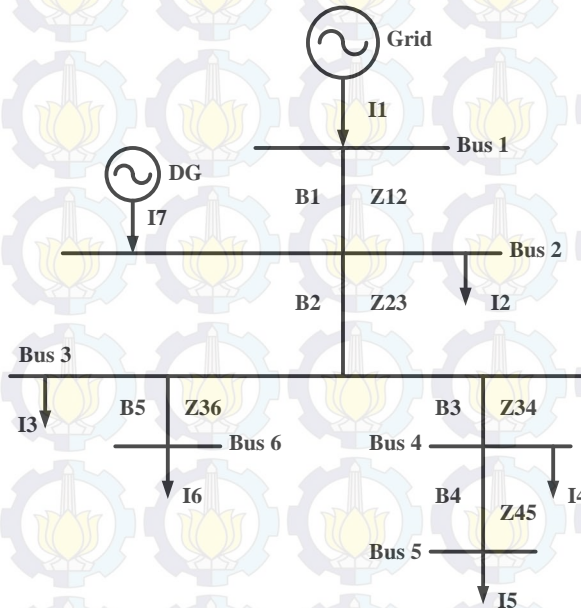 Grid
I1
Bus 1
DG
B1 Z12
I7
Bus 2
B2 Z23
I2
Bus 3
B5 Z36
B3 Z34
I3
Bus 6
Bus 4
I6
I4
B4
Z45
Bus 5
I5